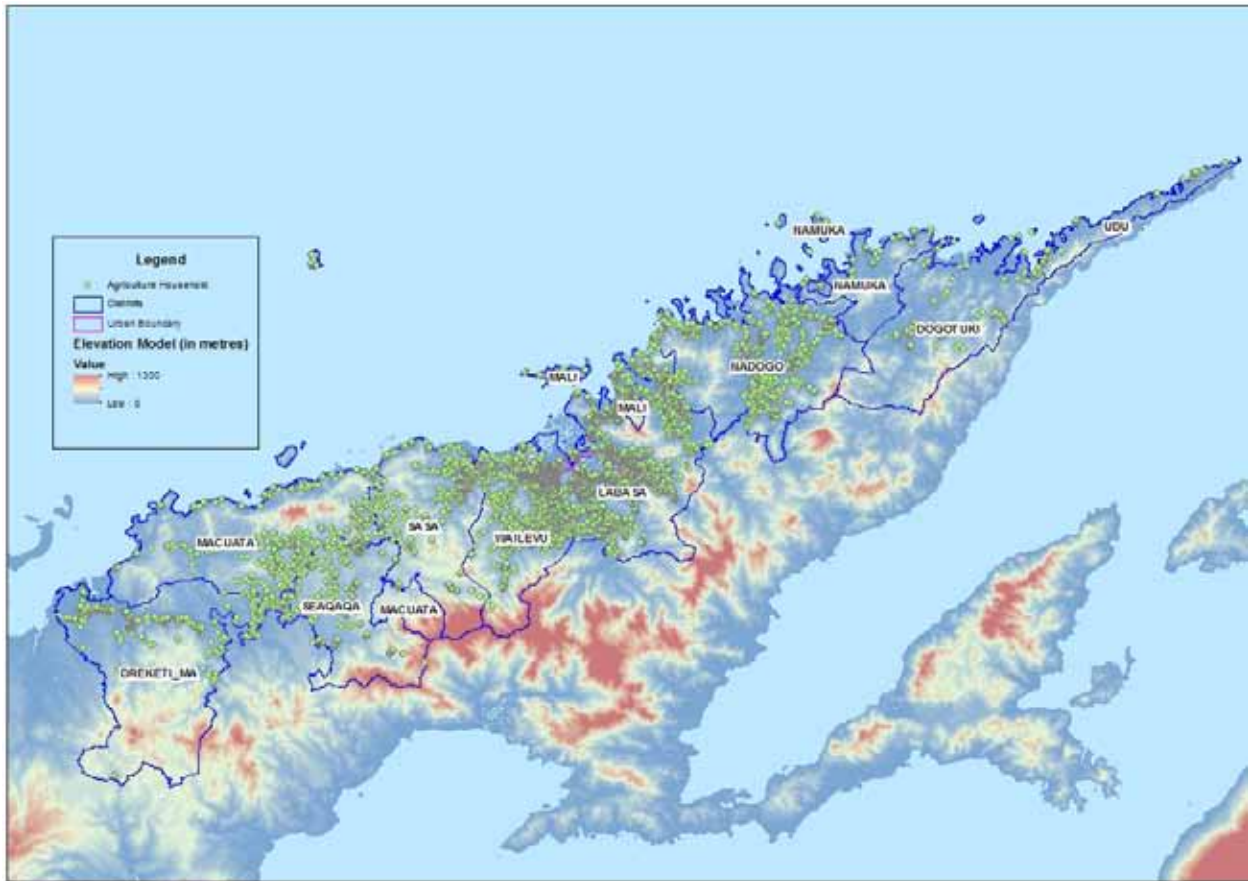 Legend
Agriculture Household
Districts
Urban Boundary
Elevation Model (in metres)
Value
High : 1300
Low : 0
NAMUKA
UDU
NAMUKA
DOGOTUKI
NADOGO
MALI
MALI
LABASA
SASA
WAILEVU
MACUATA
SEAQAQA
MACUATA
DREKETI_MA